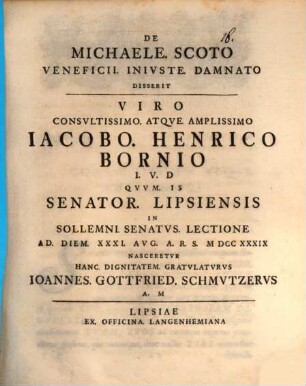 18.
DE
MICHAELE. SCOTO
VENEFICII. INIVSTE. DAMNATO
DISSERIT
VIRO
CONSVLTISSIMO. ATQVE. AMPLISSIMO
IACOBO. HENRICO
BORNIO
I. V. D
QVVM. IS
SENATOR. LIPSIENSIS
IN
SOLLEMNI. SENATVS. LECTIONE
AD. DIEM. XXXI. AVG. A. R. S. M DCC XXXIX
NASCERETVR
HANC. DIGNITATEM. GRATVLATVRVS
IOANNES. GOTTFRIED. SCHMVTZERVS
A. M
LIPSIAE
EX. OFFICINA. LANGENHEMIANA